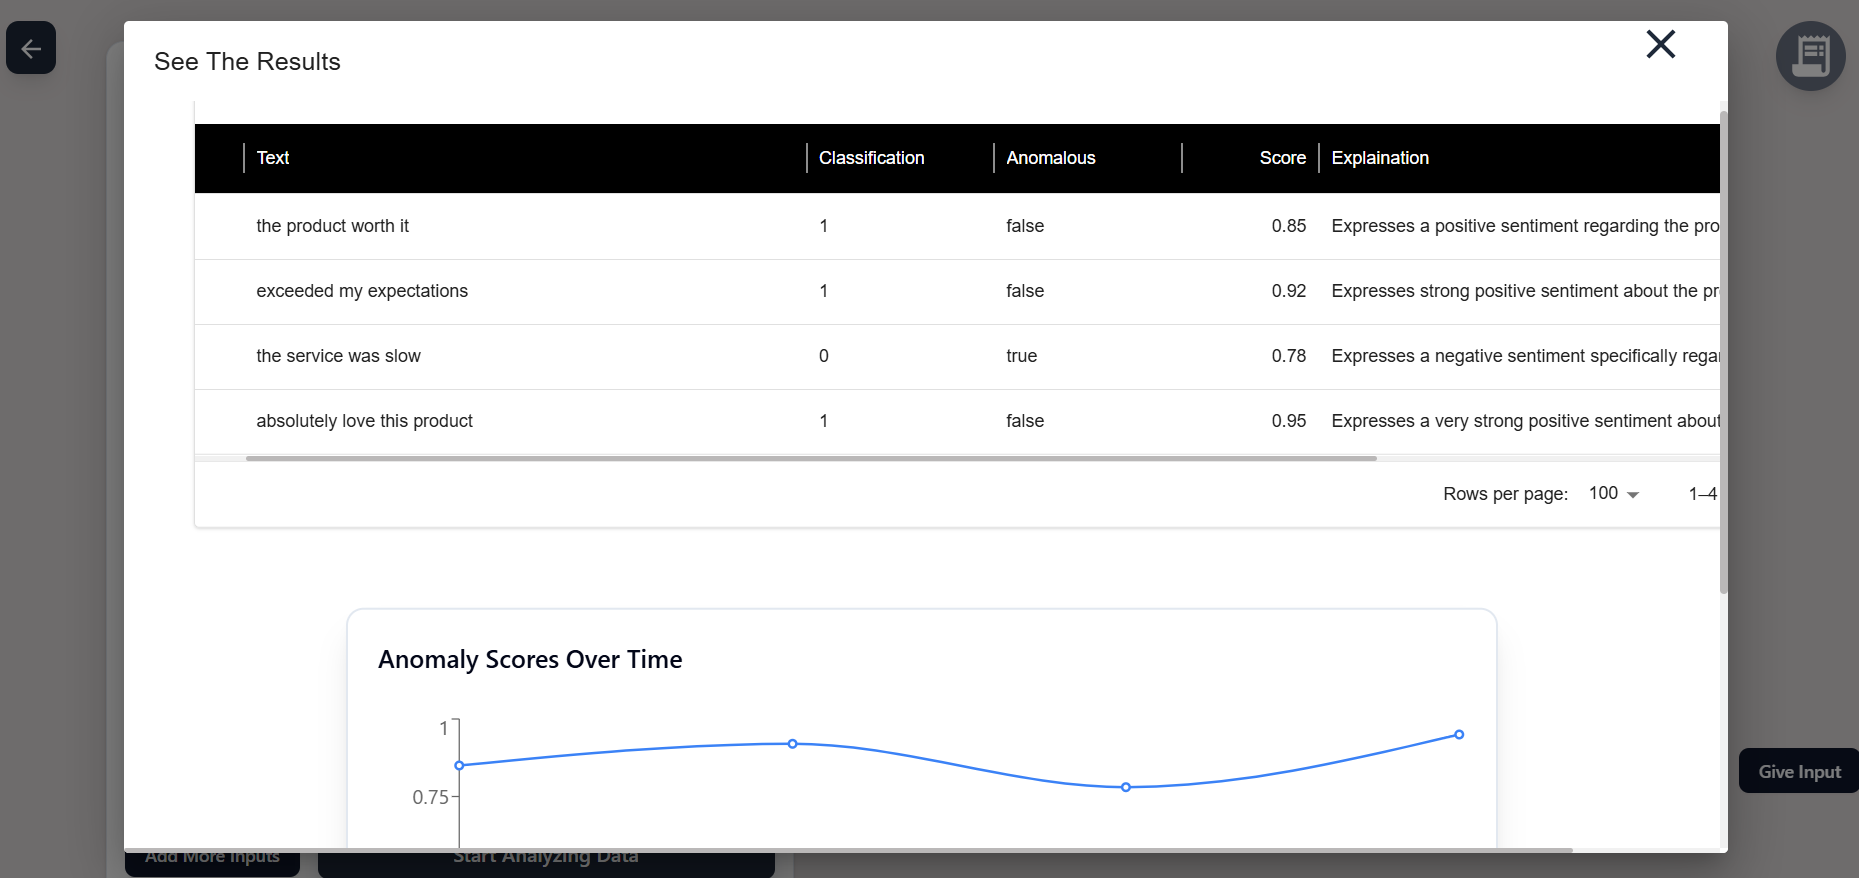 See The Results
Text Classification Anomalous Score Explaination
the product worth it 1 false 0.85 Expresses a positive sentiment regarding the pro
exceeded my expectations 1 false 0.92 Expresses strong positive sentiment about the pr
the service was slow 0 true 0.78 Expresses a negative sentiment specifically regar
absolutely love this product 1 false 0.95 Expresses a very strong positive sentiment about
Rows per page: 100 1–4
Anomaly Scores Over Time
1
0.75
Give Input
Add More Inputs Start Analyzing Data